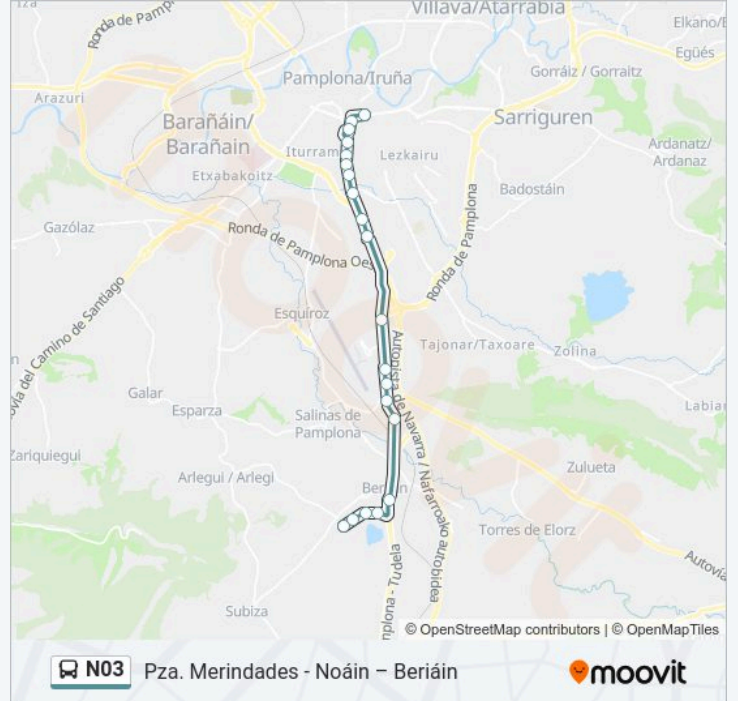 Iza
Villava/Atarrabia
Ronda de Pamp
Elkano/E
Egüés
Pamplona/Iruña
Gorráiz / Gorraitz
Arazuri
Barañáin/
Barañain
Sarriguren
Iturram
Lezkairu
Ardanatz/
Ardanaz
Etxabakoitz
Badostáin
Gazólaz
Ronda de Pamplona Oes
Ronda de Pamplona
Esquíroz
Tajonar/Taxoare
Zolina
ovía del Camino de Santiago
Autopista de Navarra / Nafarroako autobidea
Galar
Esparza
Salinas de
Pamplona
Labiar
Zariquiegui
Arlegui / Arlegi
Zulueta
Beriáin
Torres de Elorz
Autovía
mplona - Tudela
Subiza
© OpenStreetMap contributors | © OpenMapTiles
N03 Pza. Merindades - Noáin – Beriáin
moovit